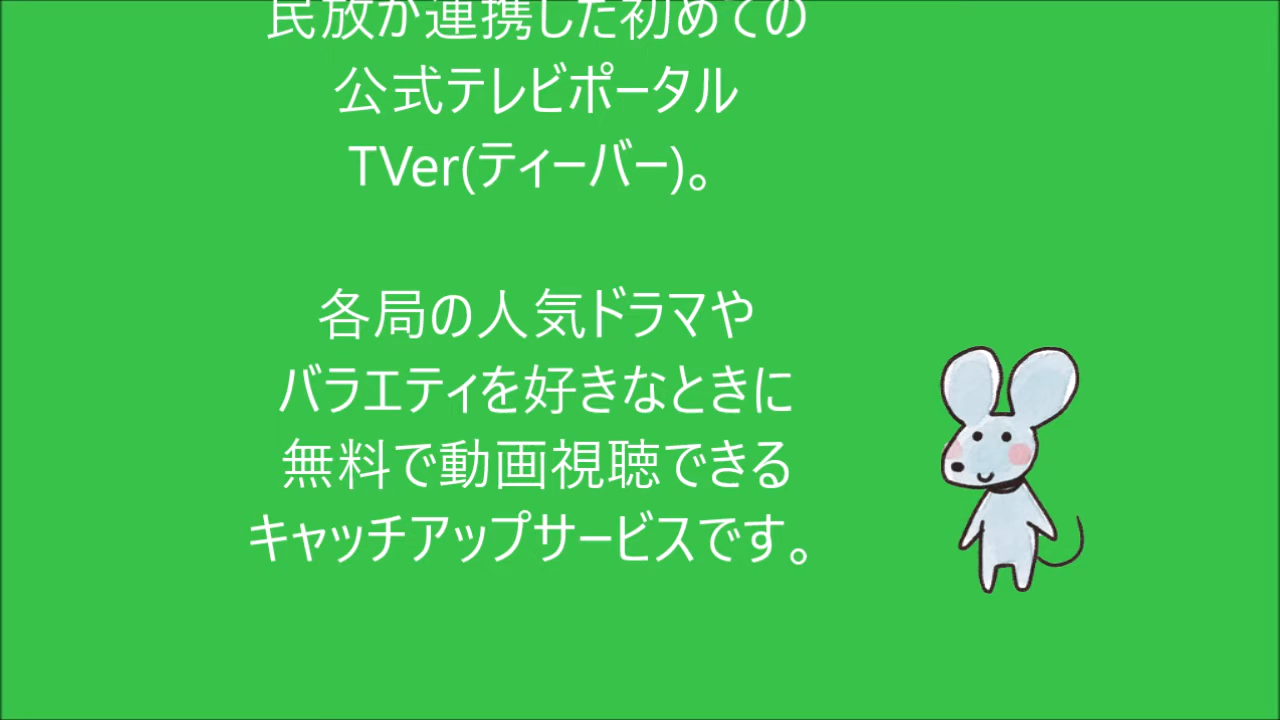 民放が連携した初めての
公式テレビポータル
TVer(ティーバー)。
各局の人気ドラマや
バラエティを好きなときに
無料で動画視聴できる
キャッチアップサービスです。